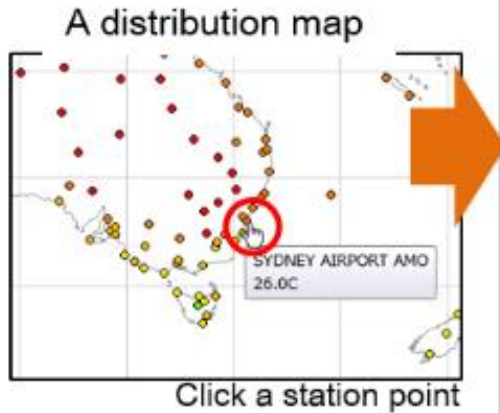 A distribution map
SYDNEY AIRPORT AMO
26.0C
Click a station point